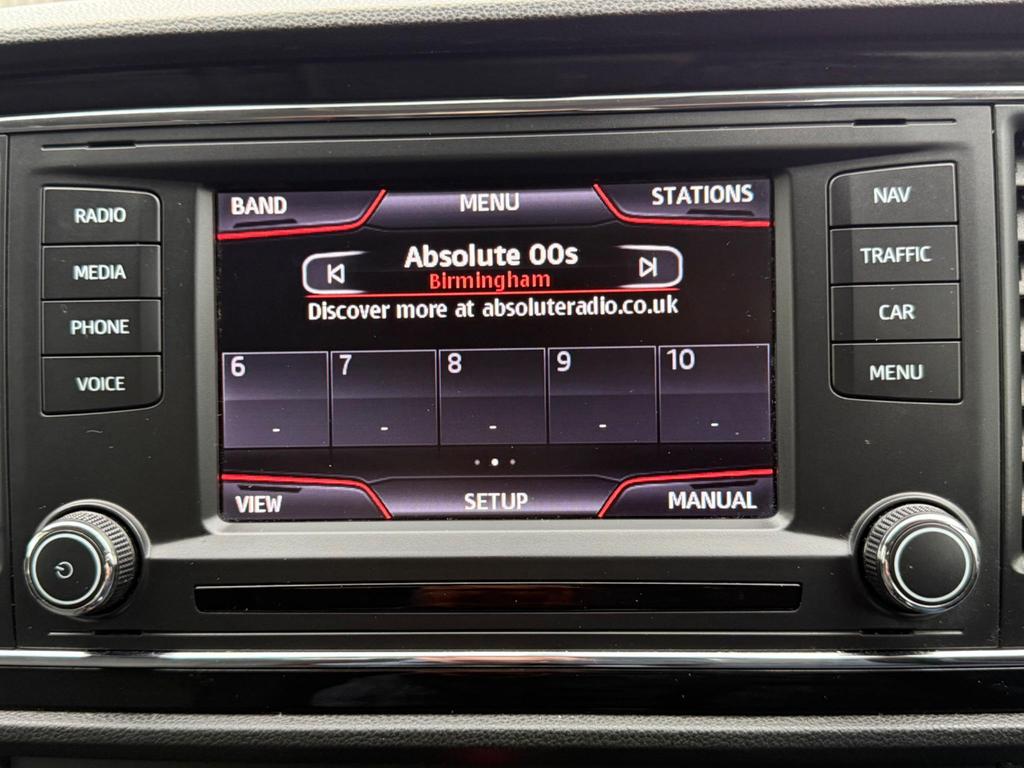 BAND MENU STATIONS
Absolute 00s
Birmingham
Discover more at absoluteradio.co.uk
6 7 8 9 10
- - - - -
VIEW SETUP MANUAL
RADIO
MEDIA
PHONE
VOICE
NAV
TRAFFIC
CAR
MENU